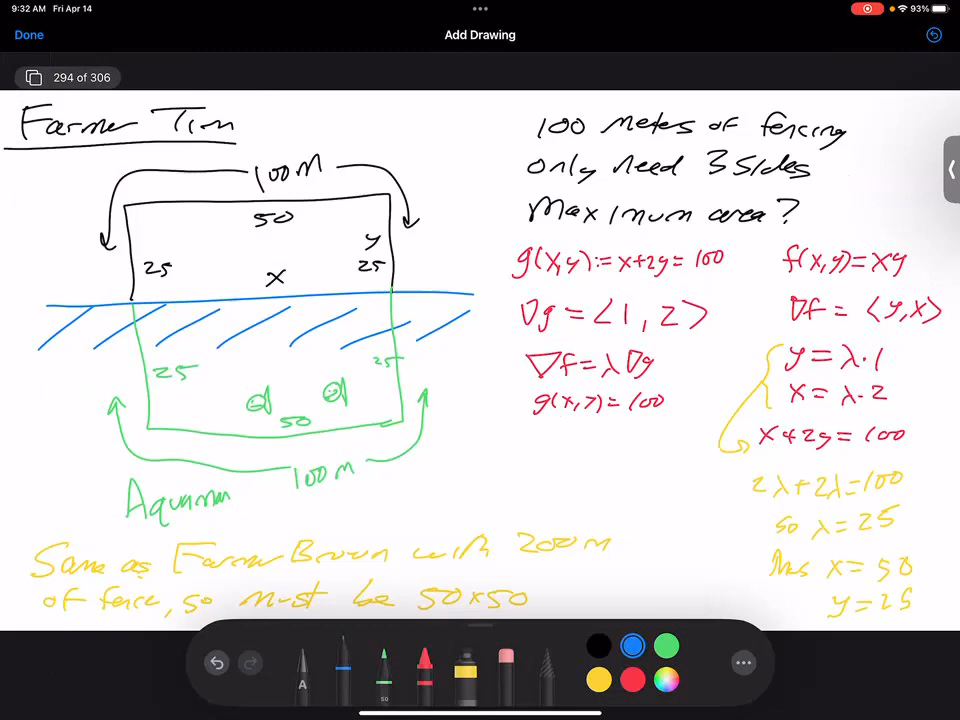 9:32 AM Fri Apr 14
93%
Done
Add Drawing
294 of 306
Farmer Tim
100 M
50
y
25
25
x
25
25
50
100 m
Aquaman
100 meters of fencing
only need 3 sides
Maximum area?
g(x,y):=x+2y=100
∇g = <1, 2>
∇f = λ∇g
g(x,y)=100
f(x,y)=xy
∇f = <y,x>
y = λ·1
x = λ·2
x+2y = 100
2λ+2λ=100
so λ = 25
thus x = 50
y = 25
Same as Farmer Brown with 200 m
of fence, so must be 50×50
A
50